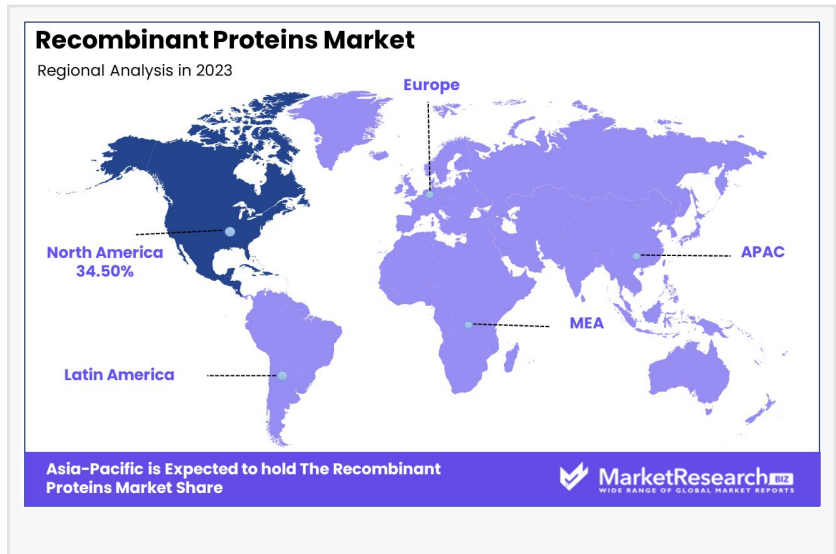 Recombinant Proteins Market
Regional Analysis in 2023
Europe
North America
34.50%
APAC
MEA
Latin America
Asia-Pacific is Expected to hold The Recombinant
Proteins Market Share
MarketResearch BIZ
WIDE RANGE OF GLOBAL MARKET REPORTS